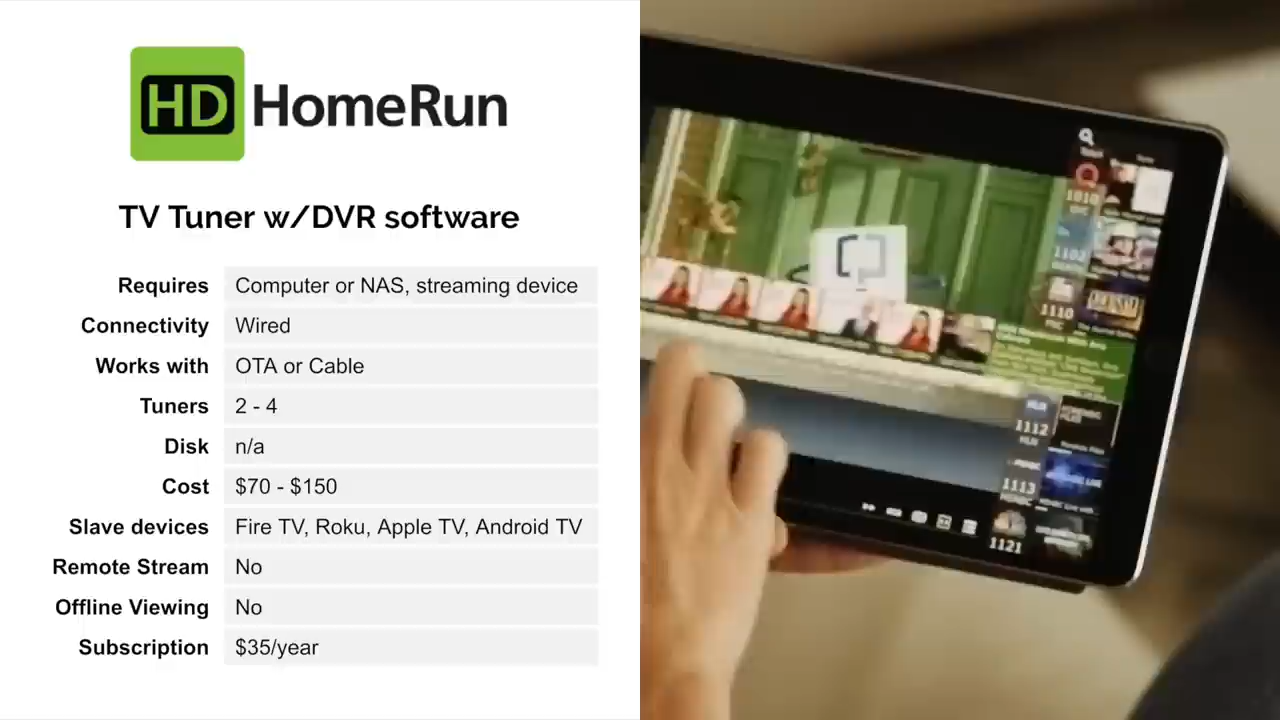 HD HomeRun
TV Tuner w/DVR software
Requires Computer or NAS, streaming device
Connectivity Wired
Works with OTA or Cable
Tuners 2 - 4
Disk n/a
Cost $70 - $150
Slave devices Fire TV, Roku, Apple TV, Android TV
Remote Stream No
Offline Viewing No
Subscription $35/year
1010
1102
1110
1112
1113
1121